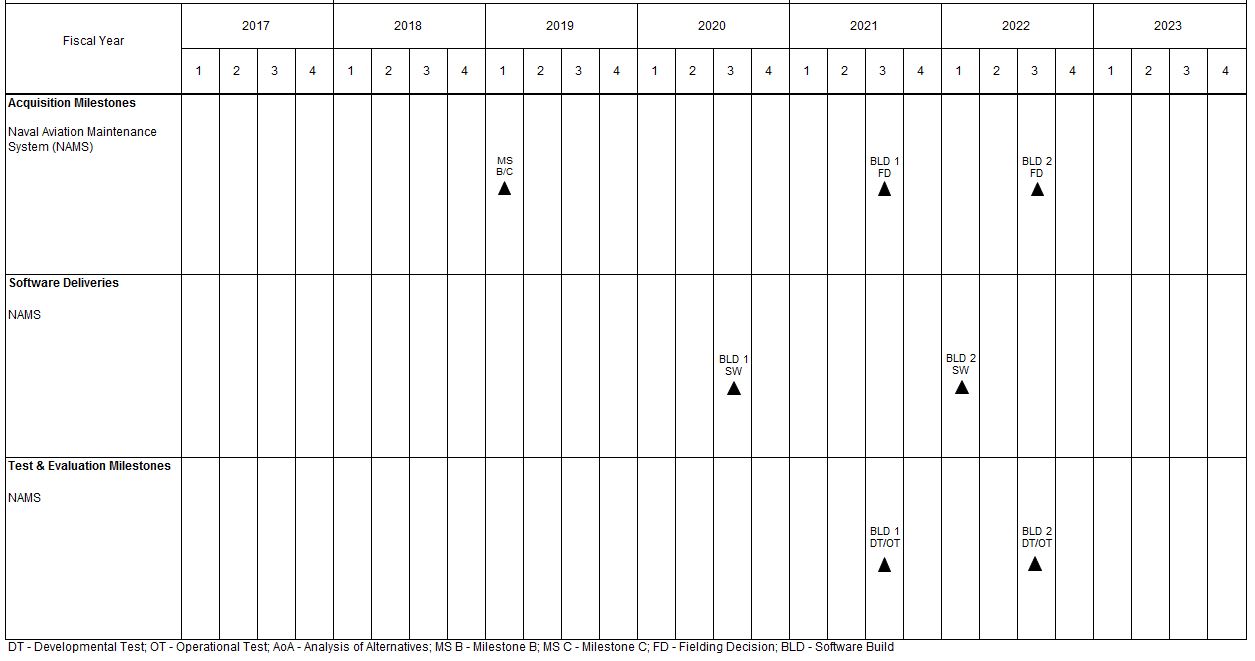 Fiscal Year
2017 2018 2019 2020 2021 2022 2023
1 2 3 4 1 2 3 4 1 2 3 4 1 2 3 4 1 2 3 4 1 2 3 4 1 2 3 4
Acquisition Milestones
Naval Aviation Maintenance
System (NAMS)
MS
B/C
BLD 1
FD
BLD 2
FD
Software Deliveries
NAMS
BLD 1
SW
BLD 2
SW
Test & Evaluation Milestones
NAMS
BLD 1
DT/OT
BLD 2
DT/OT
DT - Developmental Test; OT - Operational Test; AoA - Analysis of Alternatives; MS B - Milestone B; MS C - Milestone C; FD - Fielding Decision; BLD - Software Build